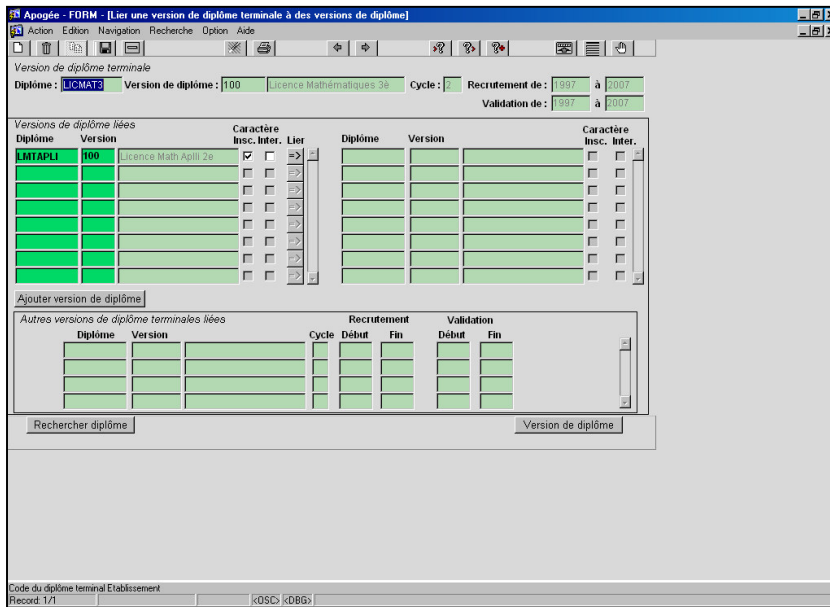 Apogée - FORM - [Lier une version de diplôme terminale à des versions de diplôme]
Action Edition Navigation Recherche Option Aide
Version de diplôme terminale
Diplôme : LICMAT3 Version de diplôme : 100 Licence Mathématiques 3è Cycle : 2 Recrutement de : 1997 à 2007
Validation de : 1997 à 2007
Versions de diplôme liées
Caractère Caractère
Diplôme Version Insc. Inter. Lier Diplôme Version Insc. Inter.
LMTAPLI 100 Licence Math Aplli 2e =>
=>
=>
=>
=>
=>
=>
=>
Ajouter version de diplôme
Autres versions de diplôme terminales liées Recrutement Validation
Diplôme Version Cycle Début Fin Début Fin
Rechercher diplôme Version de diplôme
Code du diplôme terminal Etablissement
Record: 1/1 <OSC> <DBG>